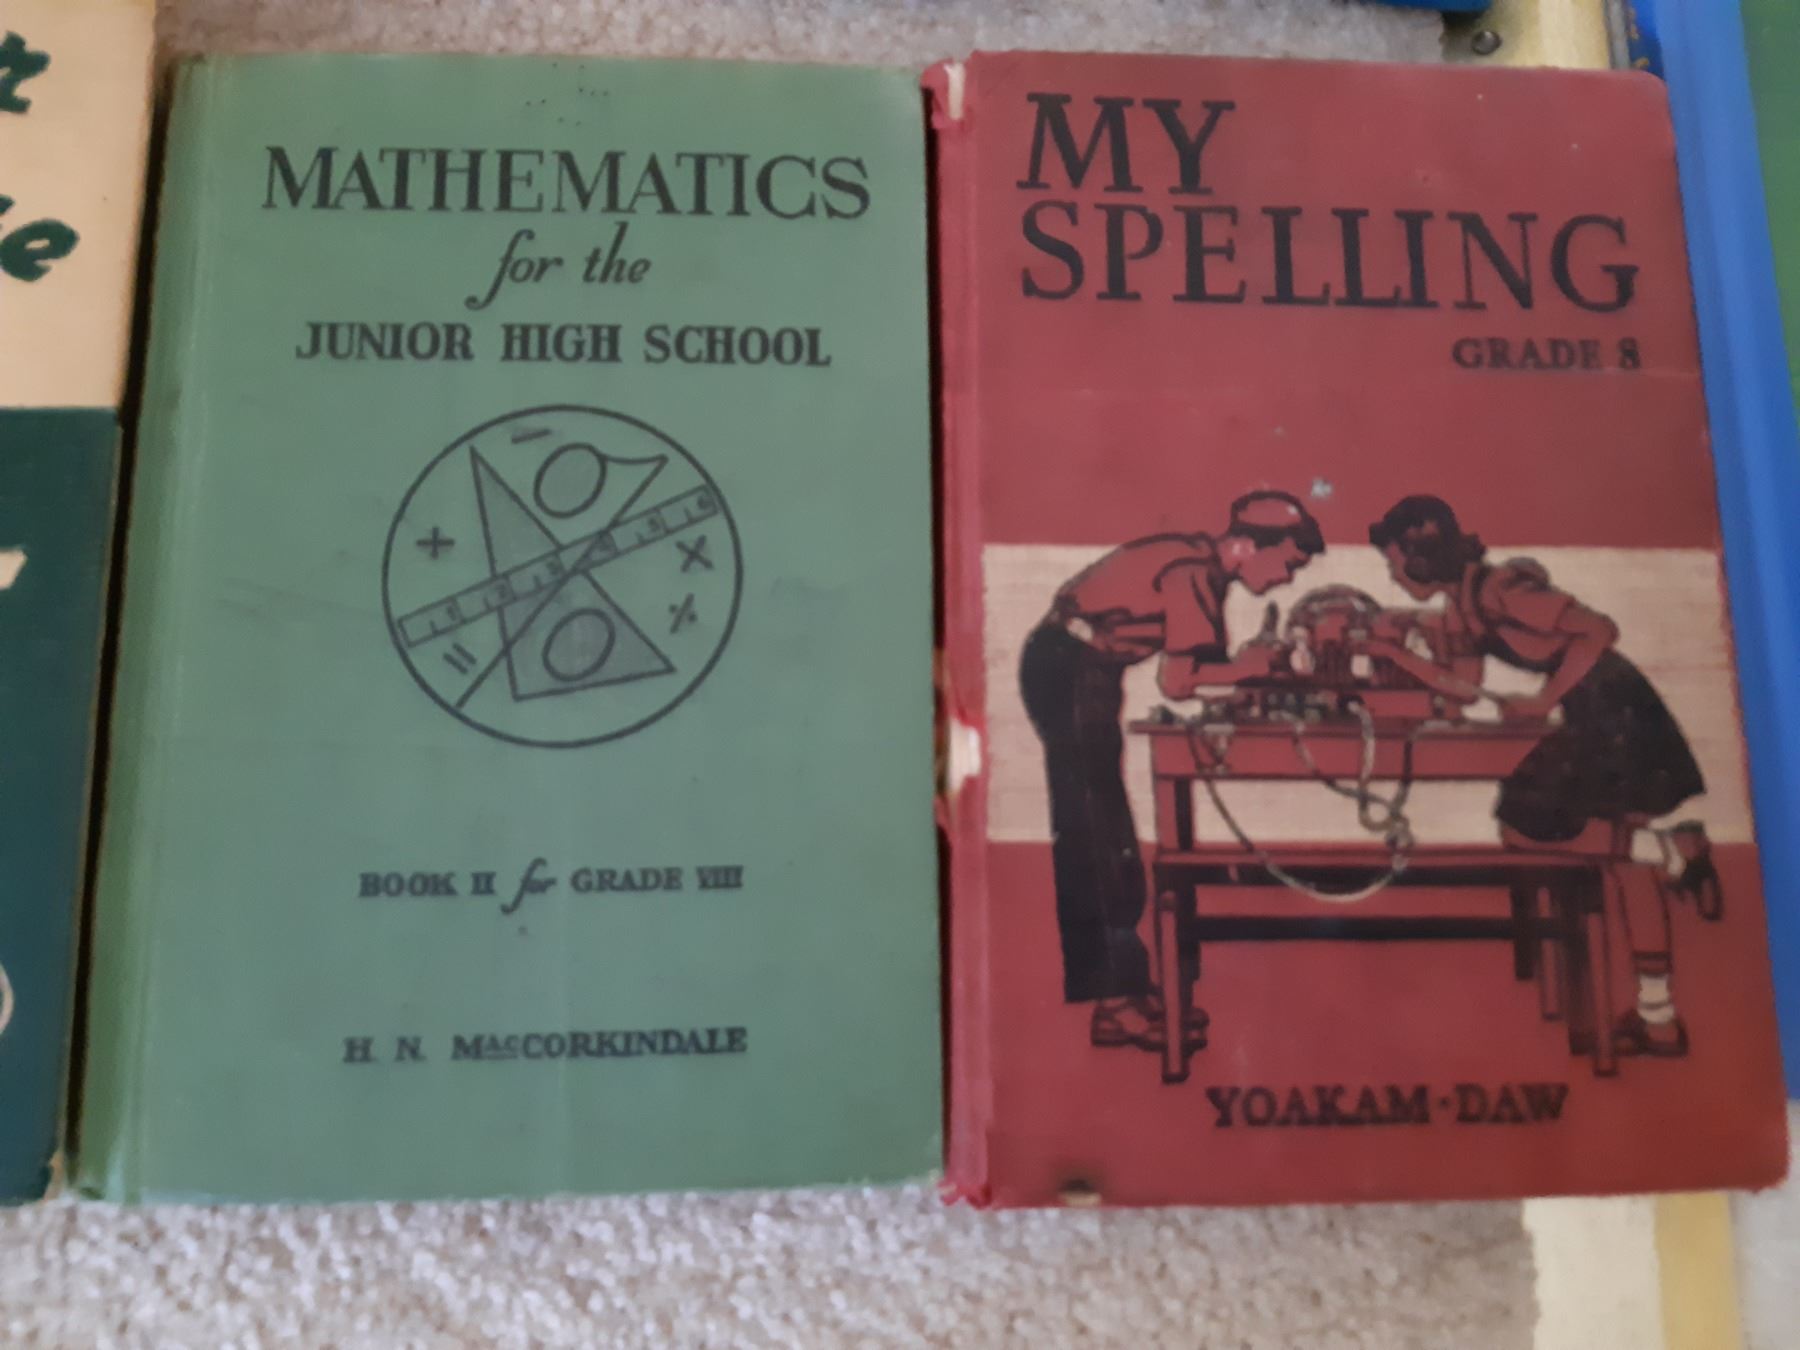 MATHEMATICS
for the
JUNIOR HIGH SCHOOL
BOOK II for GRADE VIII
H. N. MacCORKINDALE
MY
SPELLING
GRADE 8
YOAKAM · DAW